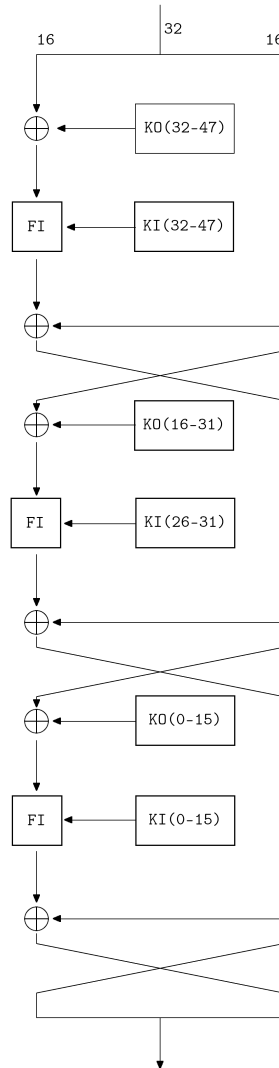 32
16
16
KO(32-47)
FI
KI(32-47)
KO(16-31)
FI
KI(26-31)
KO(0-15)
FI
KI(0-15)